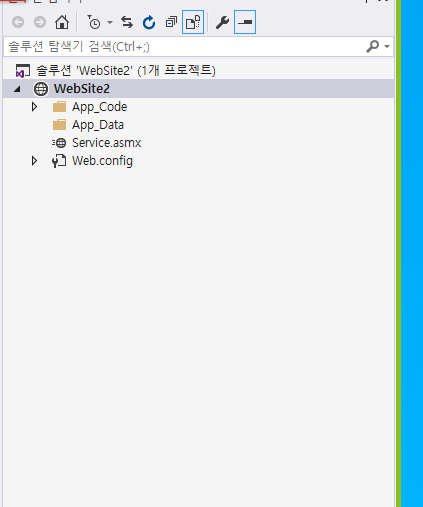 솔루션 탐색기 검색(Ctrl+;)
솔루션 'WebSite2' (1개 프로젝트)
WebSite2
App_Code
App_Data
Service.asmx
Web.config